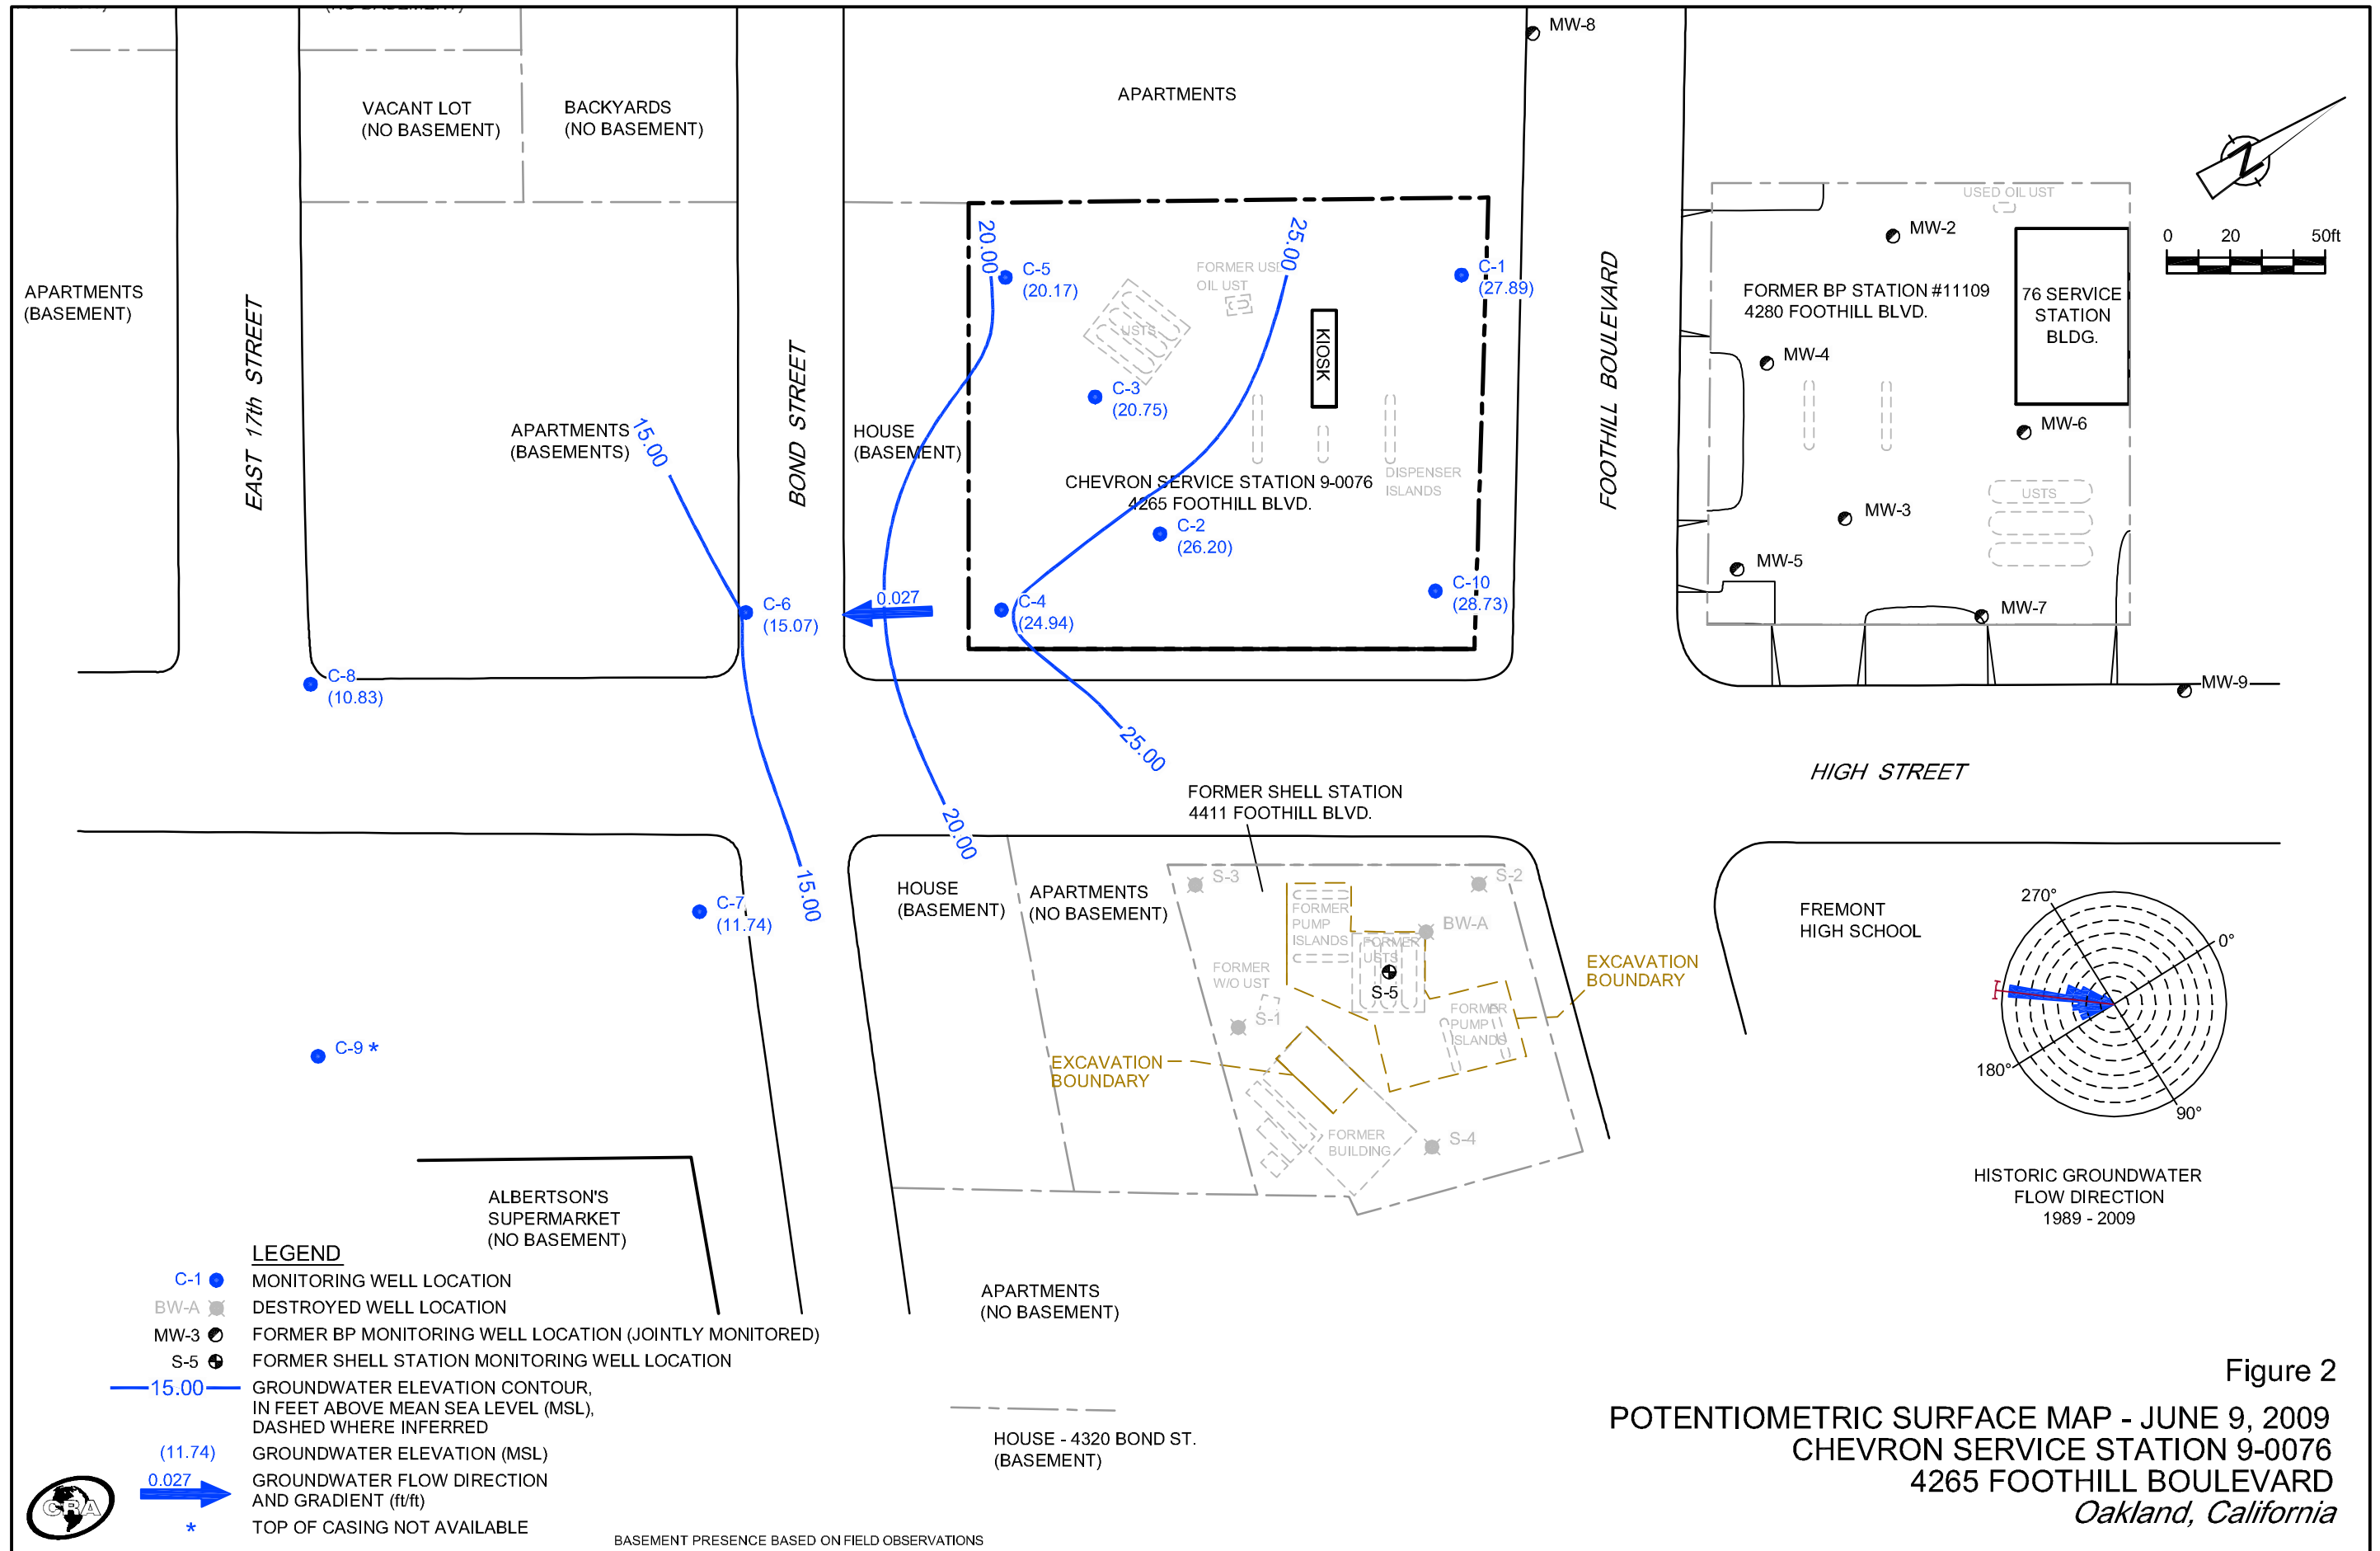 (NO BASEMENT)
MW-8
VACANT LOT
(NO BASEMENT)
BACKYARDS
(NO BASEMENT)
APARTMENTS
N
0 20 50ft
USED OIL UST
MW-2
APARTMENTS
(BASEMENT)
EAST 17th STREET
BOND STREET
FOOTHILL BOULEVARD
20.00
25.00
C-5
(20.17)
FORMER USED
OIL UST
USTS
KIOSK
C-1
(27.89)
FORMER BP STATION #11109
4280 FOOTHILL BLVD.
76 SERVICE
STATION
BLDG.
MW-4
C-3
(20.75)
MW-6
APARTMENTS
(BASEMENTS)
15.00
HOUSE
(BASEMENT)
DISPENSER
ISLANDS
CHEVRON SERVICE STATION 9-0076
4265 FOOTHILL BLVD.
USTS
MW-3
C-2
(26.20)
MW-5
C-10
(28.73)
MW-7
C-6
(15.07)
0.027
C-4
(24.94)
C-8
(10.83)
MW-9
25.00
HIGH STREET
20.00
15.00
FORMER SHELL STATION
4411 FOOTHILL BLVD.
C-7
(11.74)
HOUSE
(BASEMENT)
APARTMENTS
(NO BASEMENT)
S-3
S-2
FORMER
PUMP
ISLANDS
BW-A
FORMER
USTS
S-5
FORMER
W/O UST
S-1
FORMER
PUMP
ISLANDS
EXCAVATION
BOUNDARY
FREMONT
HIGH SCHOOL
270°
0°
180°
90°
C-9 *
EXCAVATION
BOUNDARY
FORMER
BUILDING
S-4
HISTORIC GROUNDWATER
FLOW DIRECTION
1989 - 2009
ALBERTSON'S
SUPERMARKET
(NO BASEMENT)
APARTMENTS
(NO BASEMENT)
HOUSE - 4320 BOND ST.
(BASEMENT)
LEGEND
C-1 MONITORING WELL LOCATION
BW-A DESTROYED WELL LOCATION
MW-3 FORMER BP MONITORING WELL LOCATION (JOINTLY MONITORED)
S-5 FORMER SHELL STATION MONITORING WELL LOCATION
15.00 GROUNDWATER ELEVATION CONTOUR,
IN FEET ABOVE MEAN SEA LEVEL (MSL),
DASHED WHERE INFERRED
(11.74) GROUNDWATER ELEVATION (MSL)
0.027 GROUNDWATER FLOW DIRECTION
AND GRADIENT (ft/ft)
* TOP OF CASING NOT AVAILABLE
CRA
BASEMENT PRESENCE BASED ON FIELD OBSERVATIONS
Figure 2
POTENTIOMETRIC SURFACE MAP - JUNE 9, 2009
CHEVRON SERVICE STATION 9-0076
4265 FOOTHILL BOULEVARD
Oakland, California